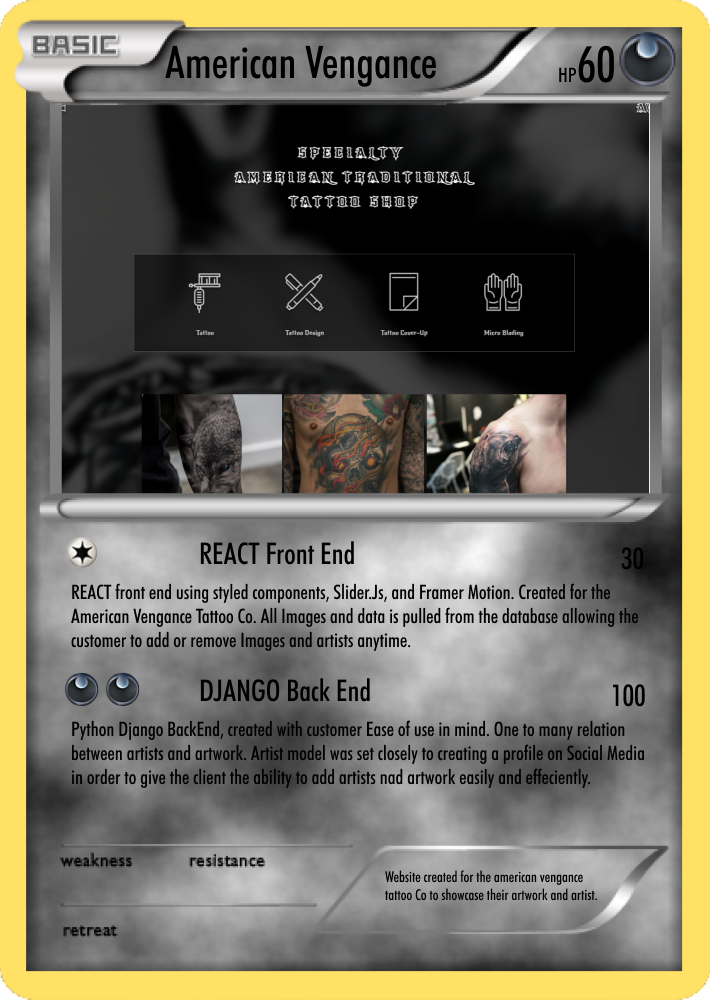 BASIC
American Vengance
HP60
SPECIALTY
AMERICAN TRADITIONAL
TATTOO SHOP
Tattoo
Tattoo Design
Tattoo Cover-Up
Micro Blading
REACT Front End
30
REACT front end using styled components, Slider.Js, and Framer Motion. Created for the
American Vengance Tattoo Co. All Images and data is pulled from the database allowing the
customer to add or remove Images and artists anytime.
DJANGO Back End
100
Python Django BackEnd, created with customer Ease of use in mind. One to many relation
between artists and artwork. Artist model was set closely to creating a profile on Social Media
in order to give the client the ability to add artists nad artwork easily and effeciently.
weakness
resistance
Website created for the american vengance
tattoo Co to showcase their artwork and artist.
retreat